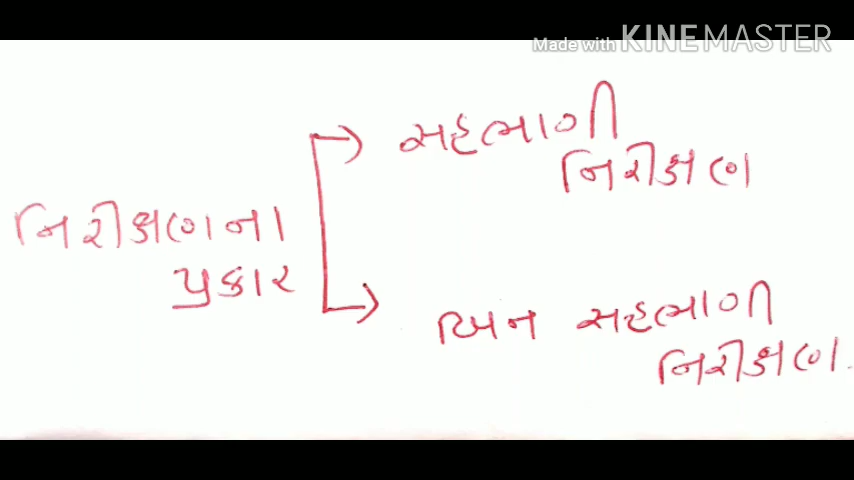 Made with KINEMASTER
નિરીક્ષણના
પ્રકાર
સહભાગી
નિરીક્ષણ
બિન સહભાગી
નિરીક્ષણ.